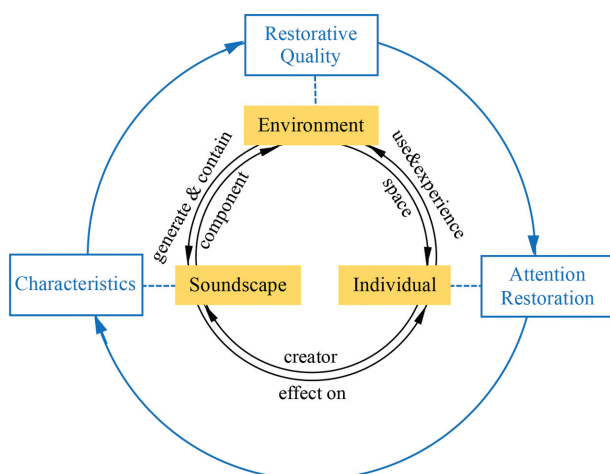 Restorative
Quality
Environment
generate & contain
component
use&experience
space
Characteristics
Soundscape
Individual
Attention
Restoration
creator
effect on